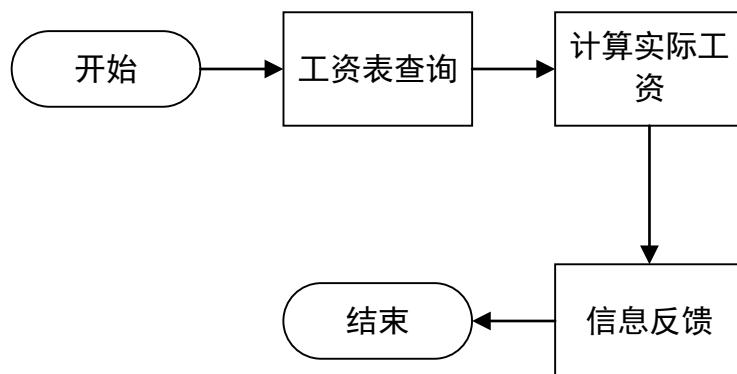 开始
工资表查询
计算实际工
资
信息反馈
结束